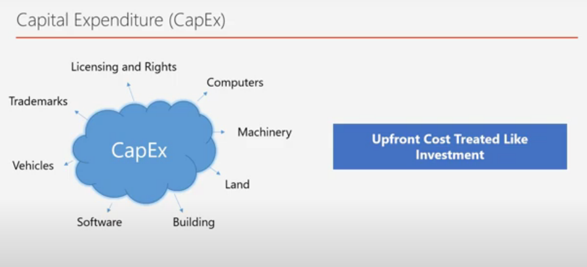 Capital Expenditure (CapEx)
Licensing and Rights
Computers
Trademarks
Machinery
CapEx
Vehicles
Land
Software
Building
Upfront Cost Treated Like
Investment